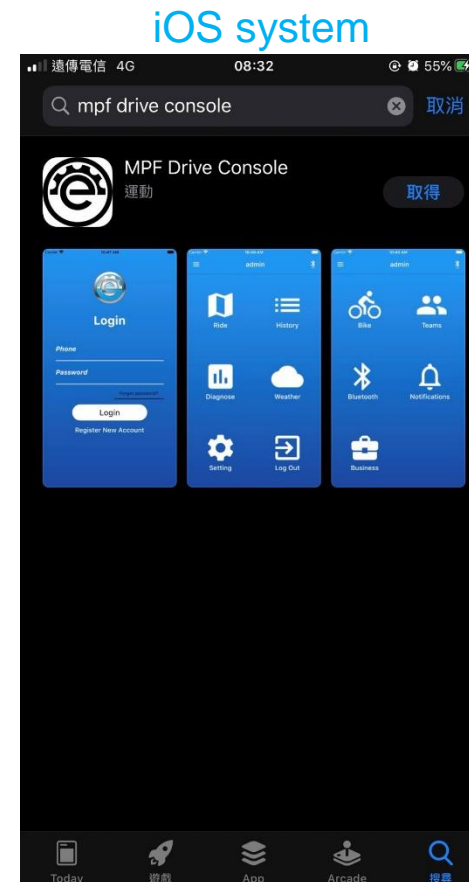 iOS system
遠傳電信 4G 08:32 55%
mpf drive console 取消
MPF Drive Console
運動
取得
Login
Phone
Password
Login
Register New Account
admin
Ride History
Diagnose Weather
Setting Log Out
admin
Bike Teams
Bluetooth Notifications
Business
Today 遊戲 App Arcade 搜尋